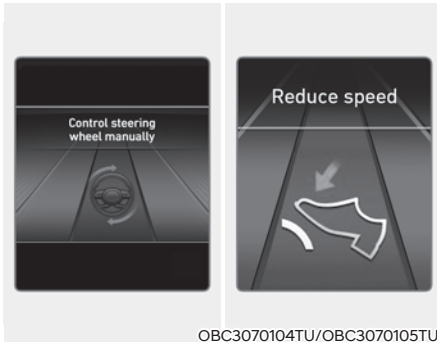 Control steering
wheel manually
Reduce speed
OBC3070104TU/OBC3070105TU